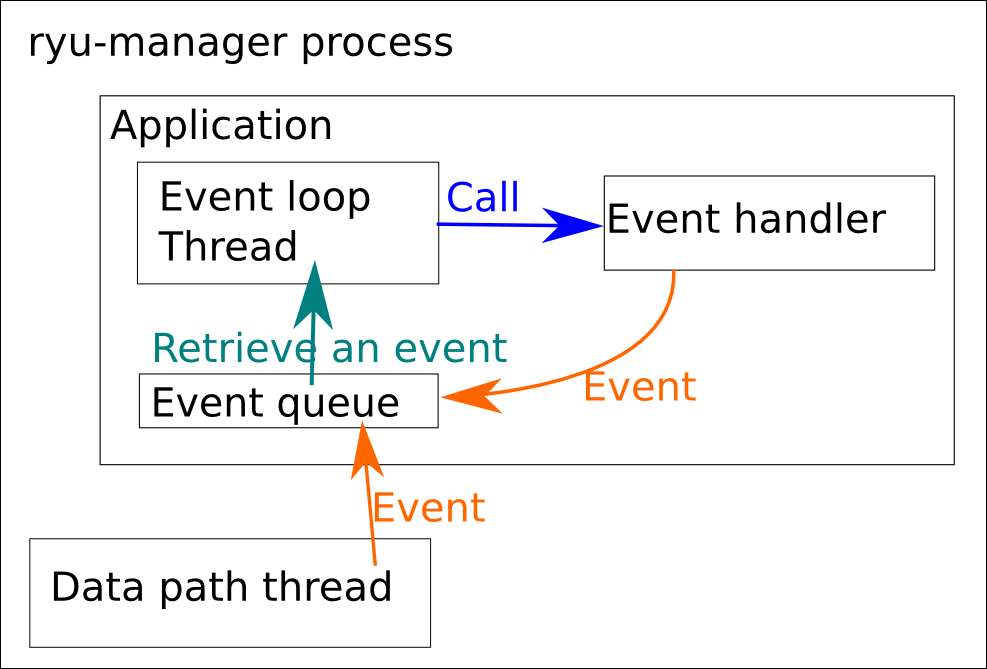 ryu-manager process
Application
Event loop
Thread
Call
Event handler
Retrieve an event
Event
Event queue
Event
Data path thread